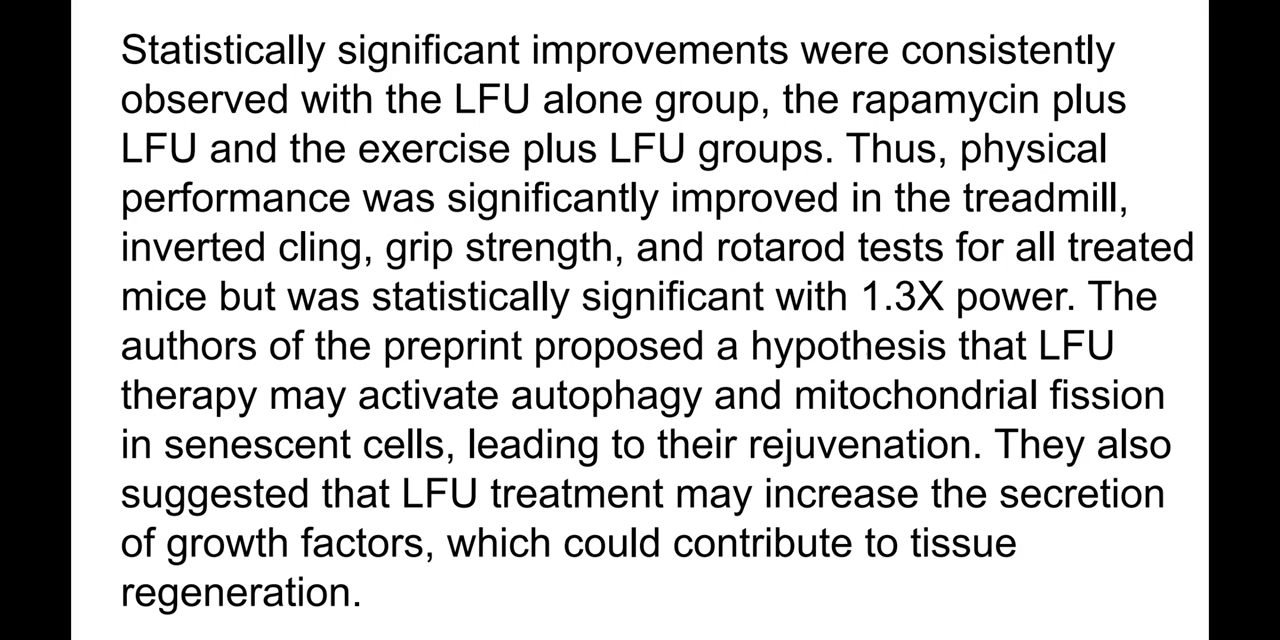 Statistically significant improvements were consistently
observed with the LFU alone group, the rapamycin plus
LFU and the exercise plus LFU groups. Thus, physical
performance was significantly improved in the treadmill,
inverted cling, grip strength, and rotarod tests for all treated
mice but was statistically significant with 1.3X power. The
authors of the preprint proposed a hypothesis that LFU
therapy may activate autophagy and mitochondrial fission
in senescent cells, leading to their rejuvenation. They also
suggested that LFU treatment may increase the secretion
of growth factors, which could contribute to tissue
regeneration.